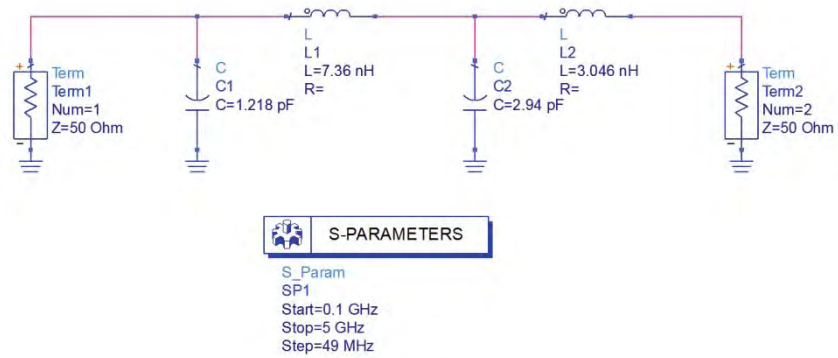 +
Term
Term1
Num=1
Z=50 Ohm
-
C
C1
C=1.218 pF
L
L1
L=7.36 nH
R=
C
C2
C=2.94 pF
L
L2
L=3.046 nH
R=
+
Term
Term2
Num=2
Z=50 Ohm
-
S-PARAMETERS
S_Param
SP1
Start=0.1 GHz
Stop=5 GHz
Step=49 MHz